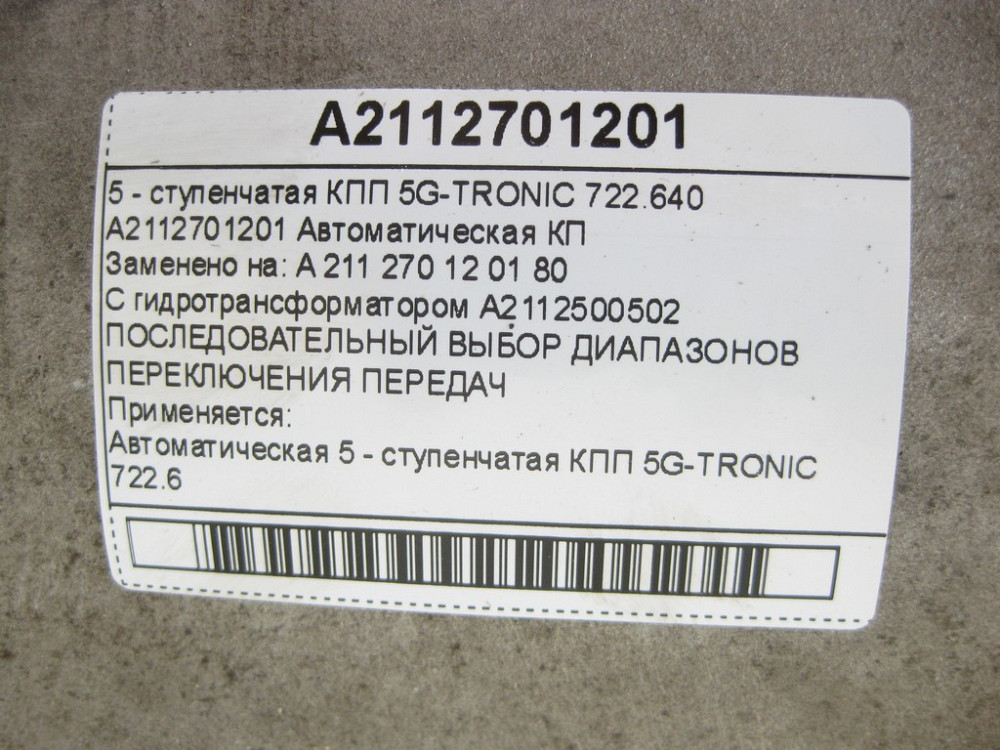 A2112701201
5 - ступенчатая КПП 5G-TRONIC 722.640
A2112701201 Автоматическая КП
Заменено на: A 211 270 12 01 80
С гидротрансформатором A2112500502
ПОСЛЕДОВАТЕЛЬНЫЙ ВЫБОР ДИАПАЗОНОВ
ПЕРЕКЛЮЧЕНИЯ ПЕРЕДАЧ
Применяется:
Автоматическая 5 - ступенчатая КПП 5G-TRONIC
722.6